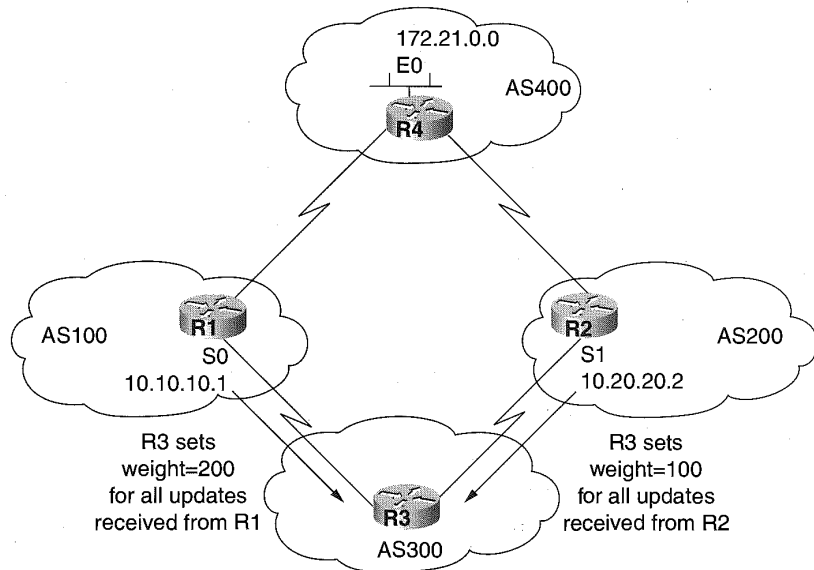 172.21.0.0
E0
AS400
R4
AS100
R1
S0
10.10.10.1
R2
AS200
S1
10.20.20.2
R3 sets
weight=200
for all updates
received from R1
R3 sets
weight=100
for all updates
received from R2
R3
AS300